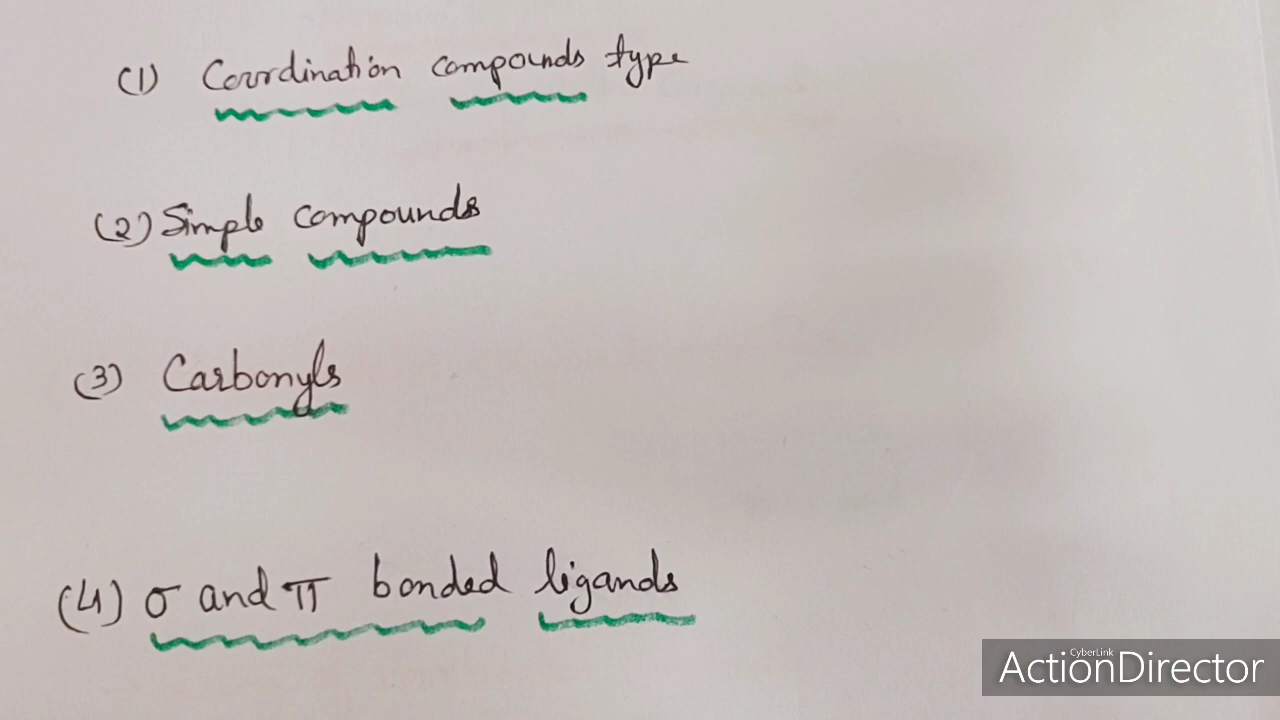 (1) Coordination compounds type
(2) Simple compounds
(3) Carbonyls
(4) σ and π bonded ligands
CyberLink
ActionDirector